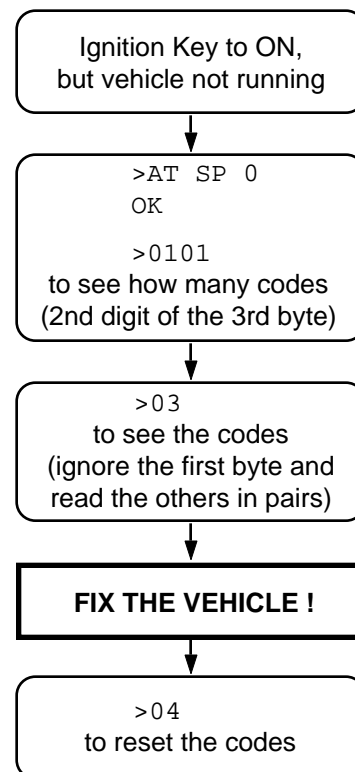 Ignition Key to ON,
but vehicle not running
>AT SP 0
OK
>0101
to see how many codes
(2nd digit of the 3rd byte)
>03
to see the codes
(ignore the first byte and
read the others in pairs)
FIX THE VEHICLE !
>04
to reset the codes